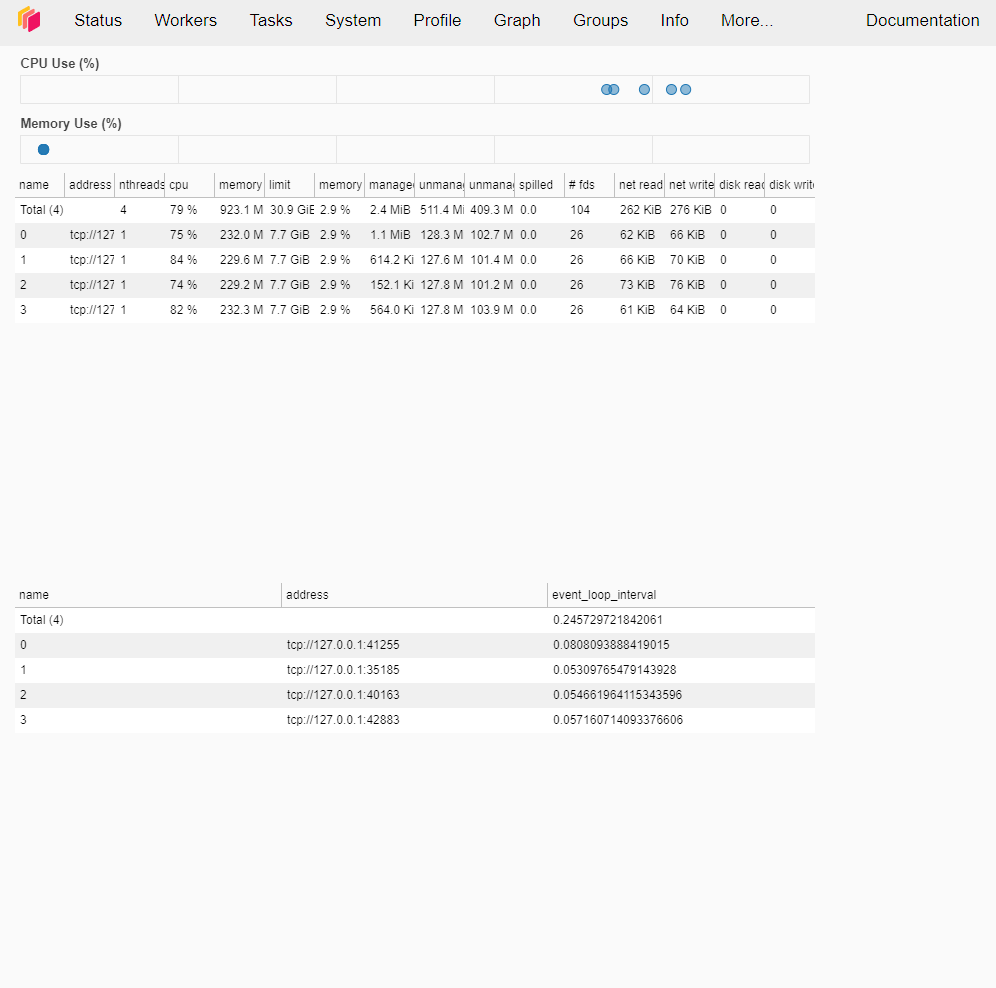 Status Workers Tasks System Profile Graph Groups Info More... Documentation
CPU Use (%)
Memory Use (%)
name address nthreads cpu memory limit memory managed unmanag unmanag spilled # fds net read net write disk read disk write
Total (4) 4 79 % 923.1 M 30.9 GiE 2.9 % 2.4 MiB 511.4 Mi 409.3 M 0.0 104 262 KiB 276 KiB 0 0
0 tcp://127 1 75 % 232.0 M 7.7 GiB 2.9 % 1.1 MiB 128.3 M 102.7 M 0.0 26 62 KiB 66 KiB 0 0
1 tcp://127 1 84 % 229.6 M 7.7 GiB 2.9 % 614.2 Ki 127.6 M 101.4 M 0.0 26 66 KiB 70 KiB 0 0
2 tcp://127 1 74 % 229.2 M 7.7 GiB 2.9 % 152.1 Ki 127.8 M 101.2 M 0.0 26 73 KiB 76 KiB 0 0
3 tcp://127 1 82 % 232.3 M 7.7 GiB 2.9 % 564.0 Ki 127.8 M 103.9 M 0.0 26 61 KiB 64 KiB 0 0
name address event_loop_interval
Total (4) 0.245729721842061
0 tcp://127.0.0.1:41255 0.0808093888419015
1 tcp://127.0.0.1:35185 0.05309765479143928
2 tcp://127.0.0.1:40163 0.054661964115343596
3 tcp://127.0.0.1:42883 0.057160714093376606